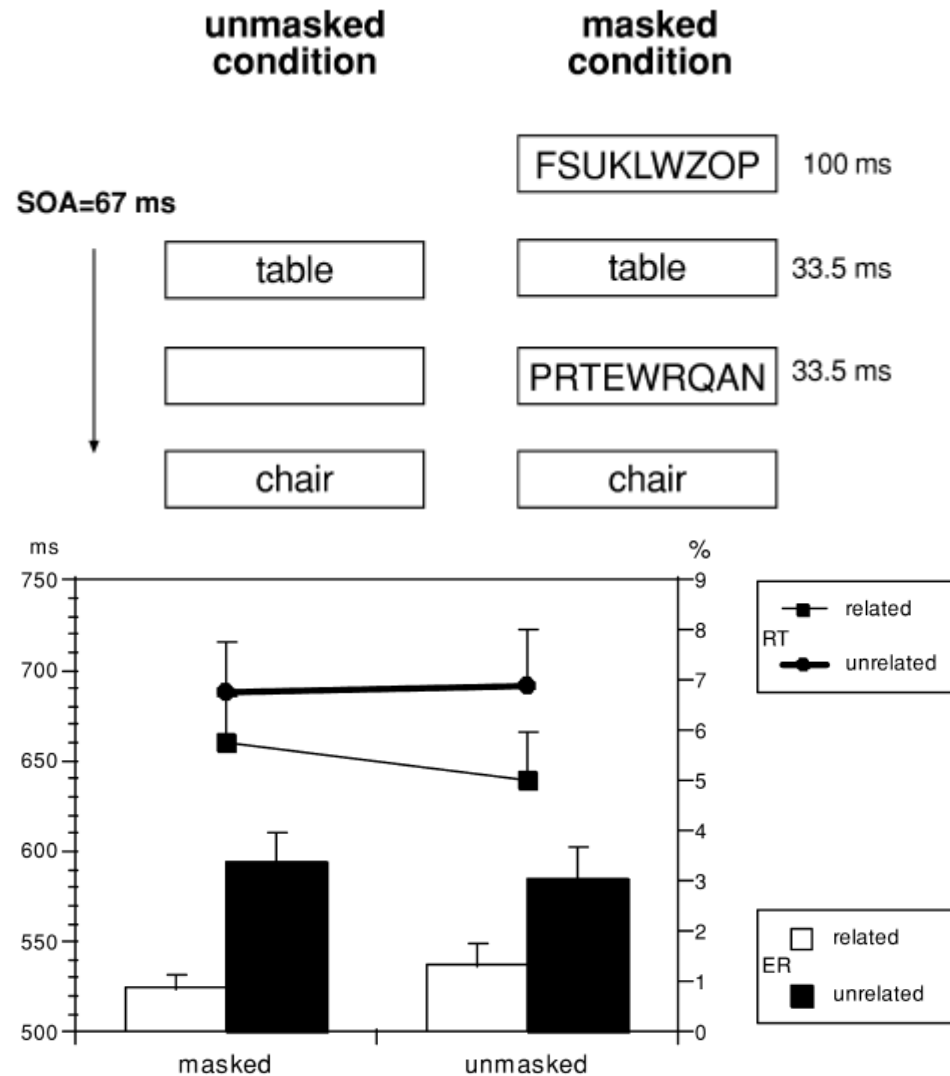 unmasked condition
masked condition
FSUKLWZOP 100 ms
SOA=67 ms
table table 33.5 ms
PRTEWRQAN 33.5 ms
chair chair
ms %
750
700
650
600
550
500
9
8
7
6
5
4
3
2
1
0
masked unmasked
related
RT
unrelated
related
ER
unrelated